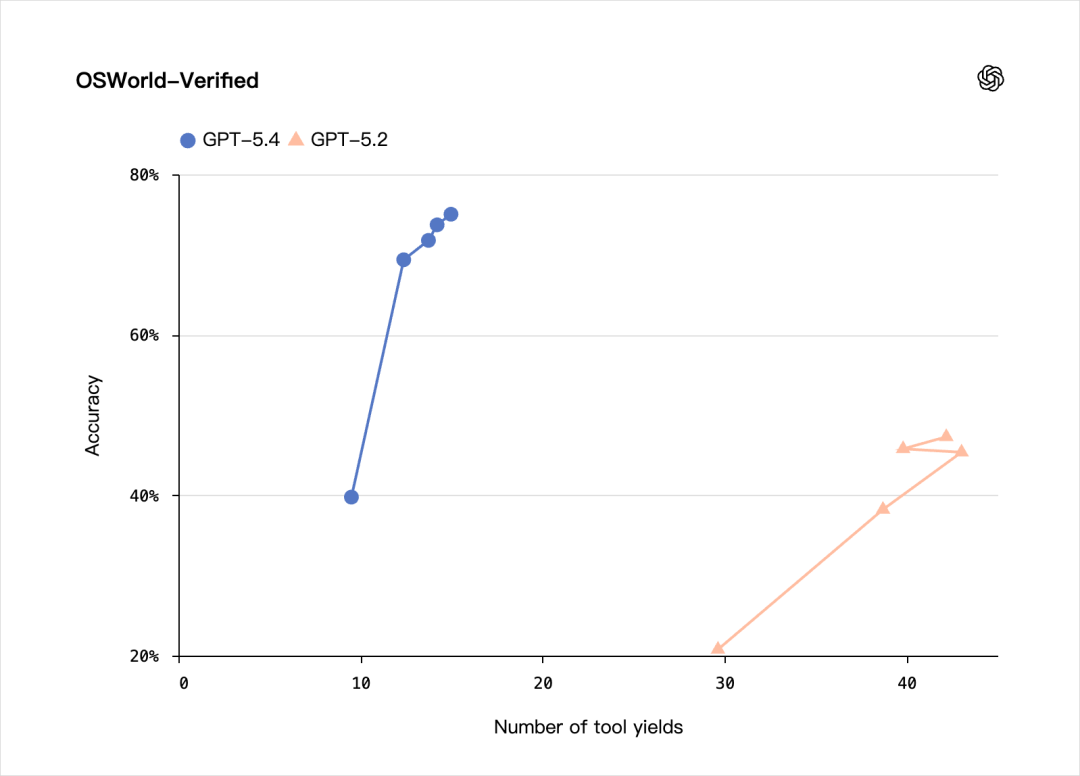 OSWorld–Verified
GPT–5.4 GPT–5.2
80%
60%
40%
20%
Accuracy
0 10 20 30 40
Number of tool yields